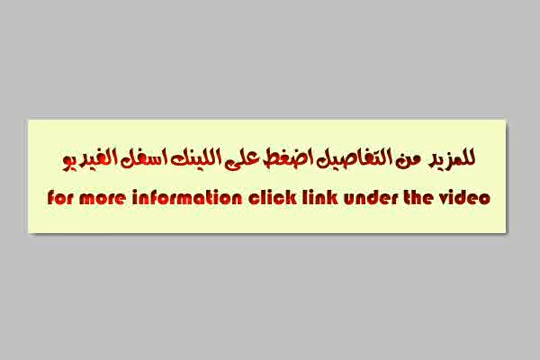 للمزيد من التفاصيل اضغط على اللينك اسفل الفيديو
for more information click link under the video